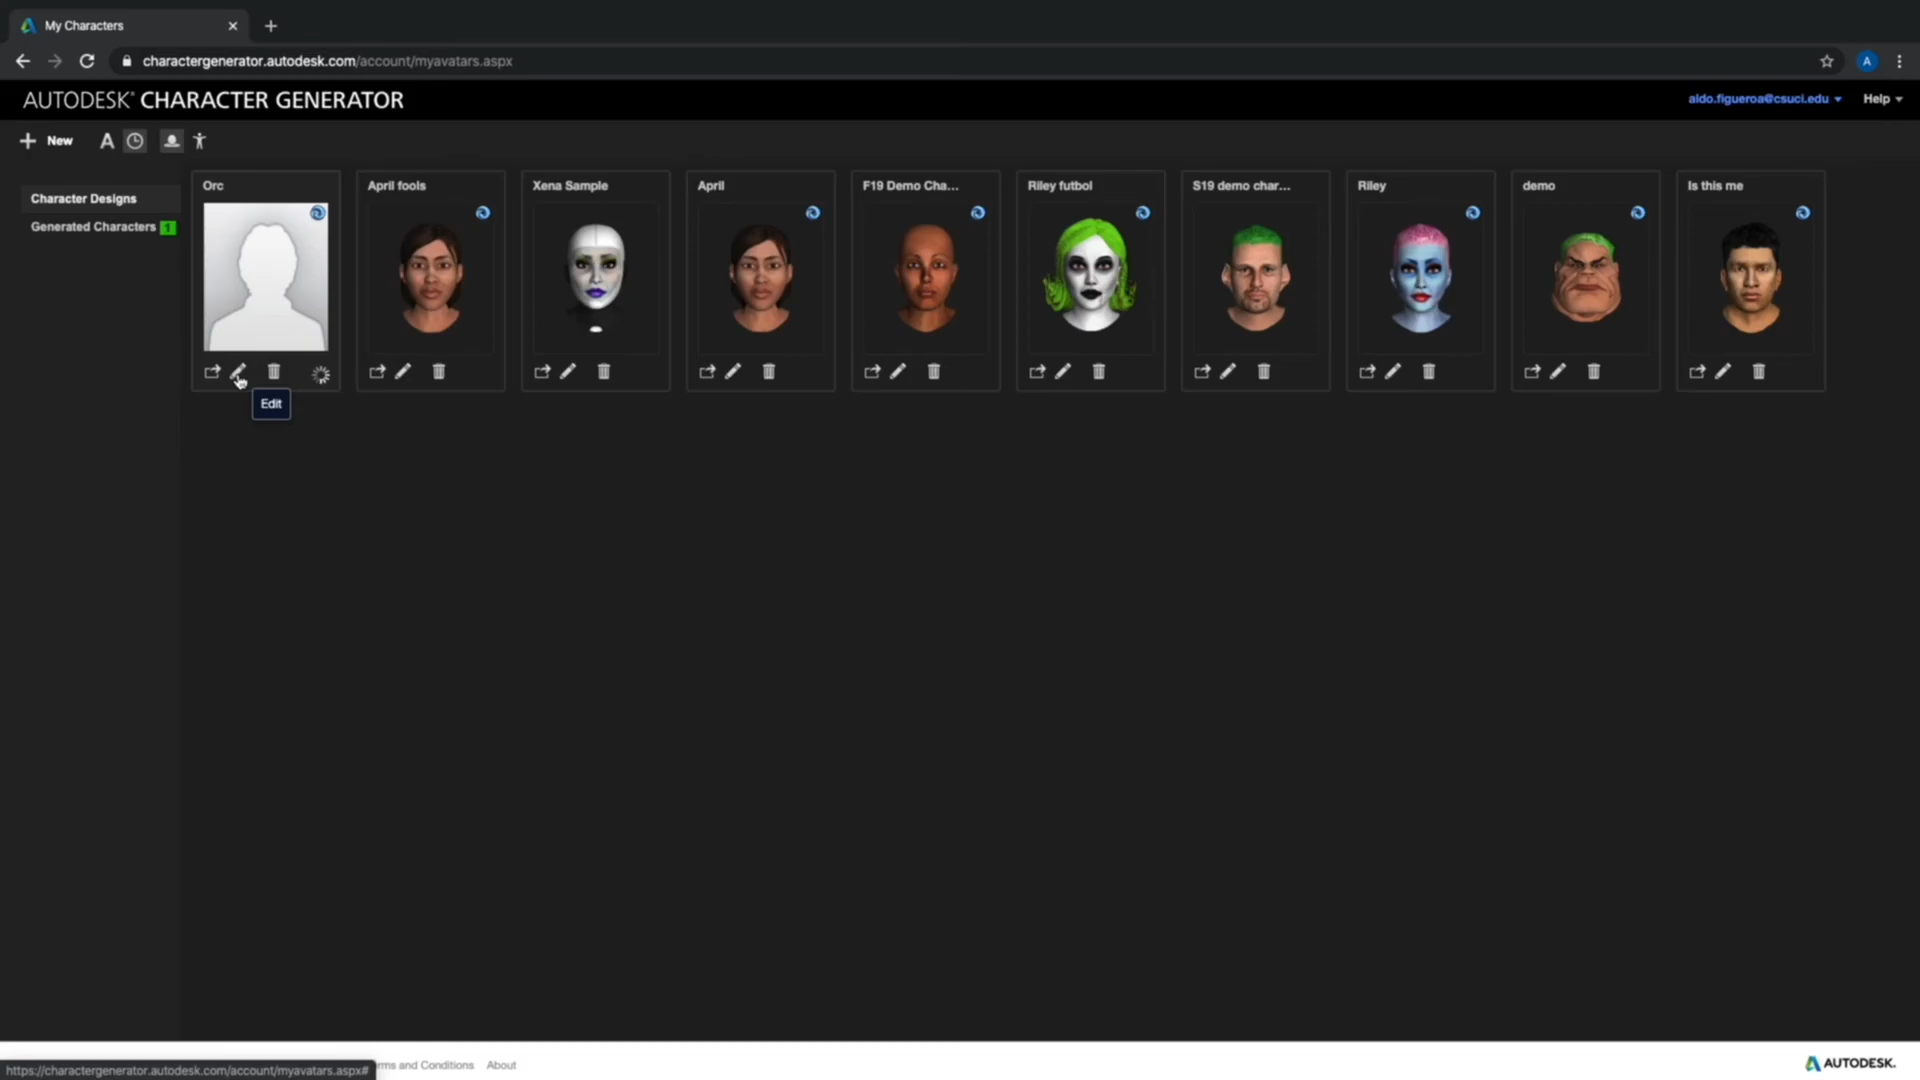 My Characters
charactergenerator.autodesk.com/account/myavatars.aspx
A
AUTODESK® CHARACTER GENERATOR
aldo.figueroa@csuci.edu
Help
New
A
Character Designs
Generated Characters 1
Orc
April fools
Xena Sample
April
F19 Demo Cha...
Riley futbol
S19 demo char...
Riley
demo
Is this me
Edit
https://charactergenerator.autodesk.com/account/myavatars.aspx#
rms and Conditions
About
AUTODESK.